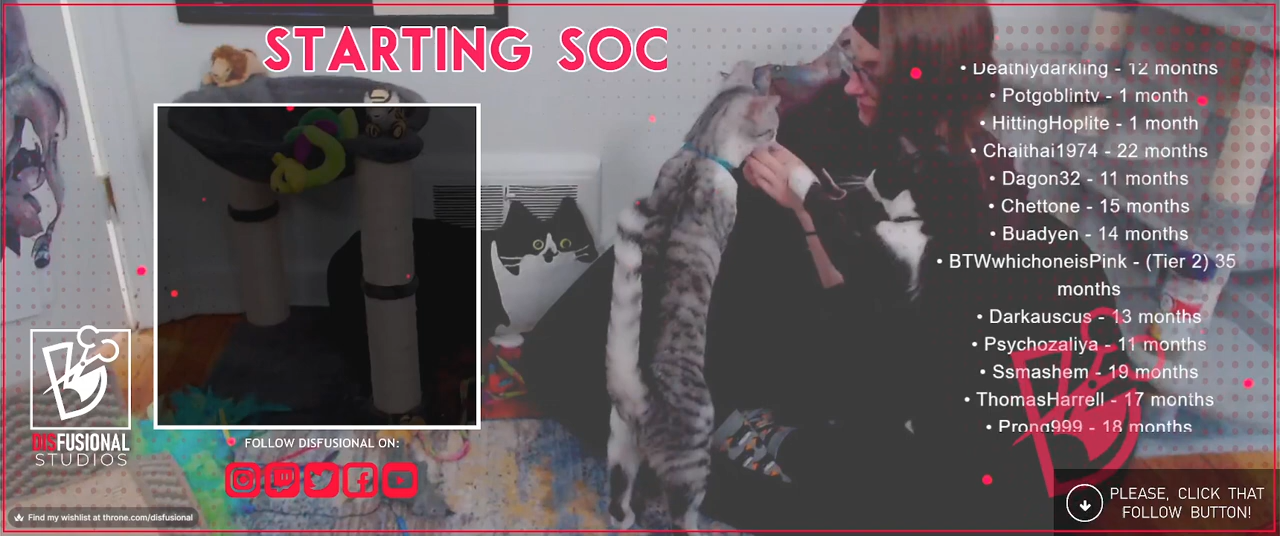 STARTING SOC
• Deathlydarkling - 12 months
• Potgoblintv - 1 month
• HittingHoplite - 1 month
• Chaithai1974 - 22 months
• Dagon32 - 11 months
• Chettone - 15 months
• Buadyen - 14 months
• BTWwhichoneisPink - (Tier 2) 35
months
• Darkauscus - 13 months
• Psychozaliya - 11 months
• Ssmashem - 19 months
• ThomasHarrell - 17 months
• Prong999 - 18 months
DISFUSIONAL
STUDIOS
FOLLOW DISFUSIONAL ON:
Find my wishlist at throne.com/disfusional
PLEASE, CLICK THAT
FOLLOW BUTTON!